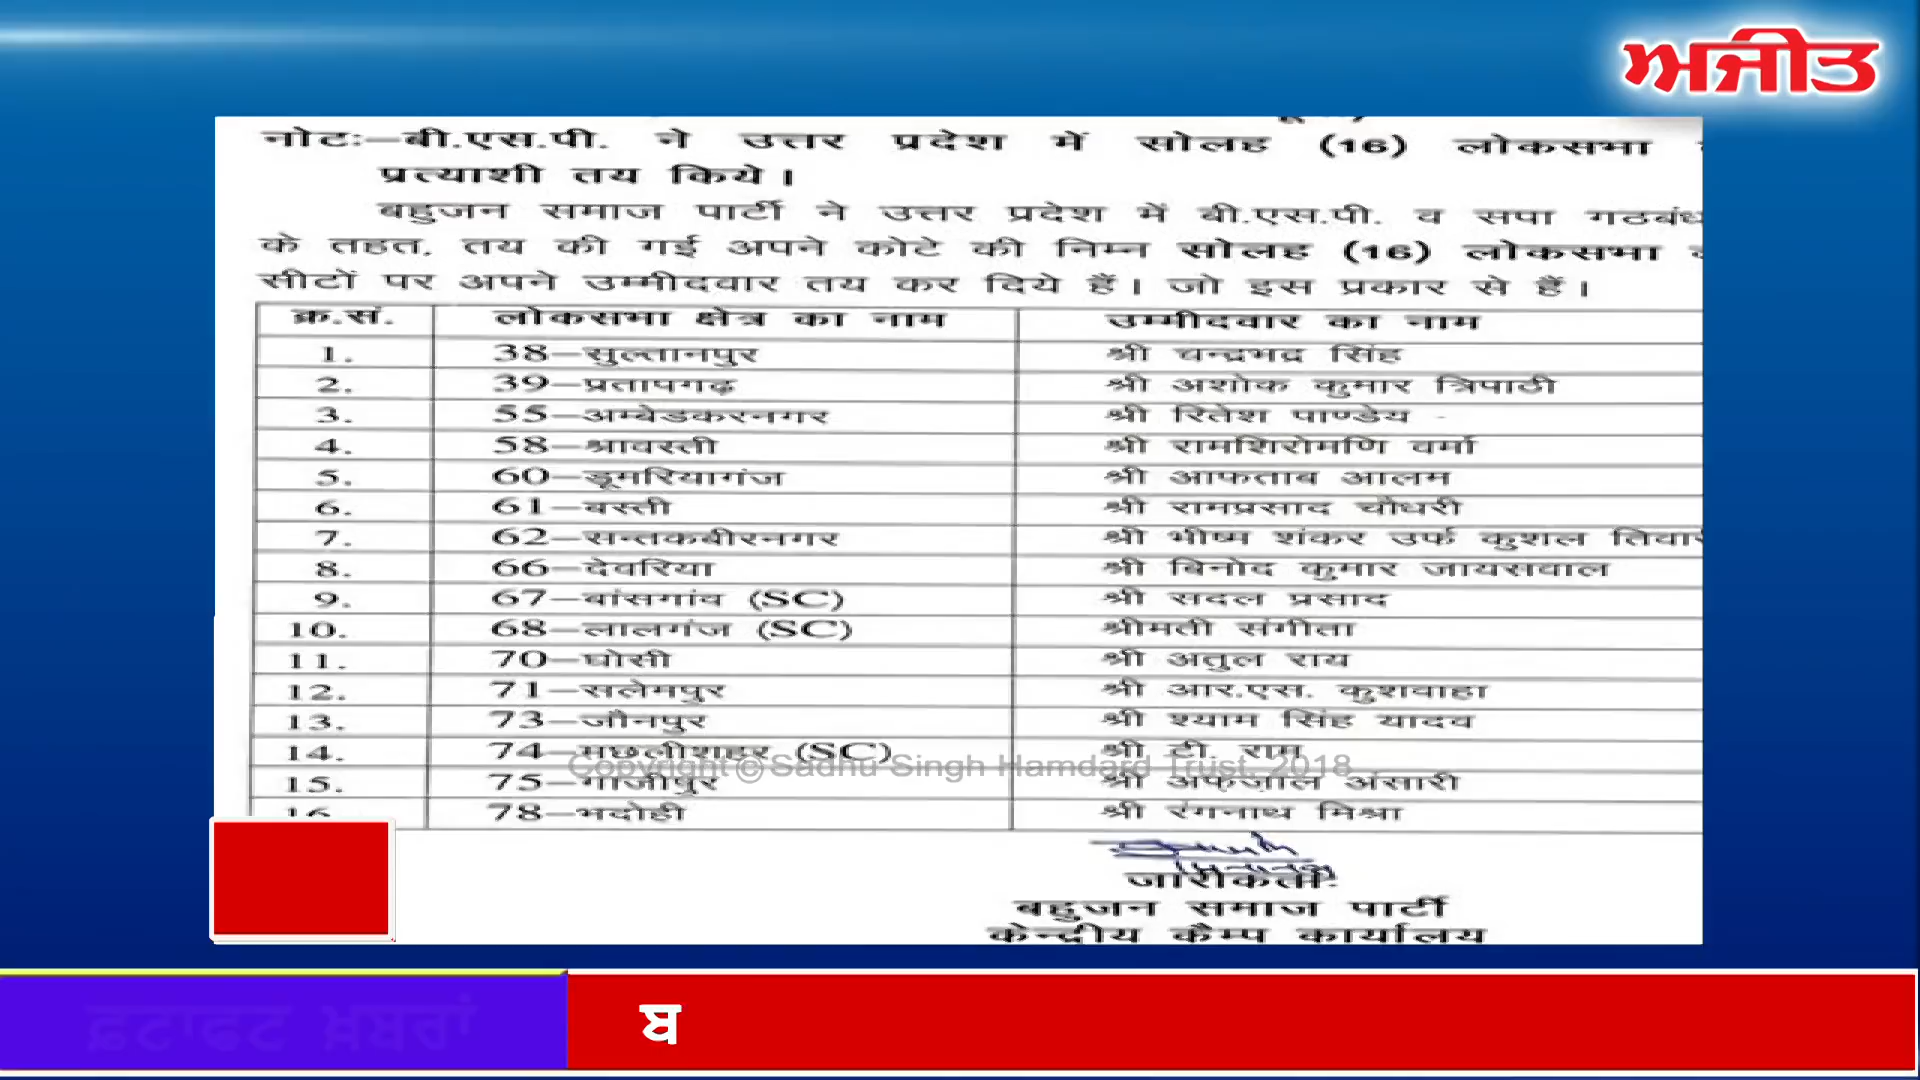 ਅਜੀਤ
नोटः–बी.एस.पी. ने उत्तर प्रदेश में सोलह (16) लोकसभा
प्रत्याशी तय किये।
बहुजन समाज पार्टी ने उत्तर प्रदेश में बी.एस.पी. व सपा गठबंध
के तहत, तय की गई अपने कोटे की निम्न सोलह (16) लोकसभा
सीटों पर अपने उम्मीदवार तय कर दिये हैं। जो इस प्रकार से हैं।
क्र.सं. लोकसभा क्षेत्र का नाम उम्मीदवार का नाम
1. 38–सुल्तानपुर श्री चन्द्रभद्र सिंह
2. 39–प्रतापगढ़ श्री अशोक कुमार त्रिपाठी
3. 55–अम्बेडकरनगर श्री रितेश पाण्डेय
4. 58–श्रावस्ती श्री रामशिरोमणि वर्मा
5. 60–डूमरियागंज श्री आफताब आलम
6. 61–बस्ती श्री रामप्रसाद चौधरी
7. 62–सन्तकबीरनगर श्री भीष्म शंकर उर्फ कुशल तिवारी
8. 66–देवरिया श्री बिनोद कुमार जायसवाल
9. 67–बांसगांव (SC) श्री सदल प्रसाद
10. 68–लालगंज (SC) श्रीमती संगीता
11. 70–घोसी श्री अतुल राय
12. 71–सलेमपुर श्री आर.एस. कुशवाहा
13. 73–जौनपुर श्री श्याम सिंह यादव
14. 74–मछलीशहर (SC) श्री टी. राम
Copyright © Sadhu Singh Hamdard Trust, 2018
15. 75–गाजीपुर श्री अफ़ज़ाल अंसारी
16. 78–भदोही श्री रंगनाथ मिश्रा
जारीकर्ताः
बहुजन समाज पार्टी
केन्द्रीय कैम्प कार्यालय
ਫ਼ਟਾਫਟ ਖ਼ਬਰਾਂ
ਬ